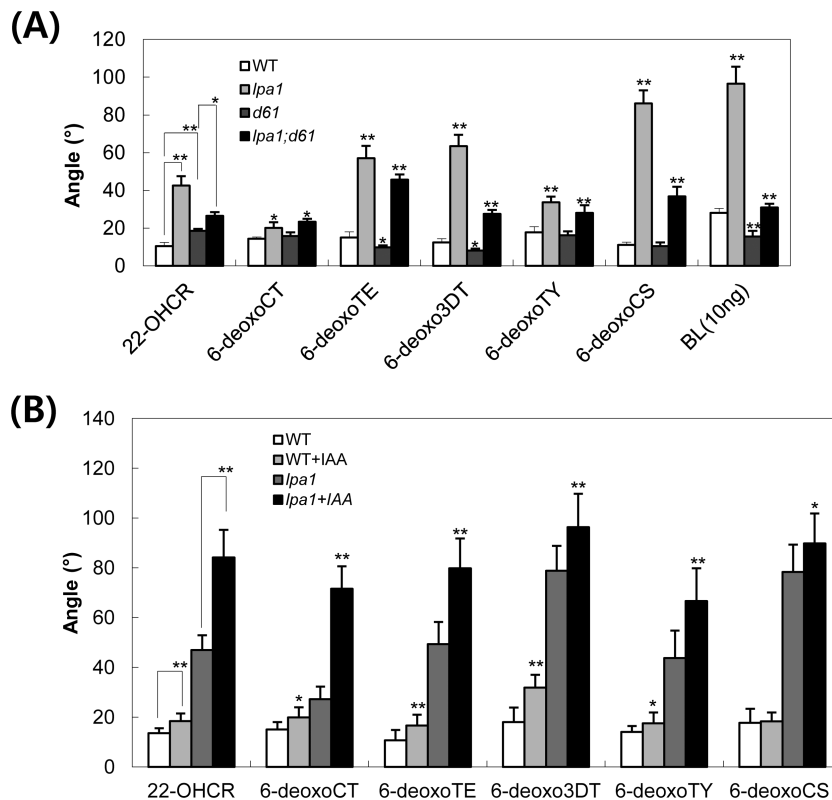 (A)
120
100
80
60
40
20
0
Angle (°)
WT
lpa1
d61
lpa1;d61
** ** *
** ** ** ** **
* * ** ** ** ** ** **
* * **
22-OHCR 6-deoxoCT 6-deoxoTE 6-deoxo3DT 6-deoxoTY 6-deoxoCS BL(10ng)
(B)
140
120
100
80
60
40
20
0
Angle (°)
WT
WT+IAA
lpa1
lpa1+IAA
** ** ** ** ** *
** * ** ** *
22-OHCR 6-deoxoCT 6-deoxoTE 6-deoxo3DT 6-deoxoTY 6-deoxoCS